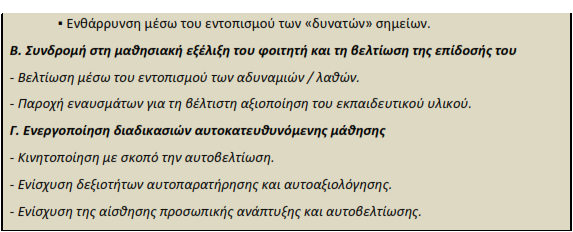 ▪ Ενθάρρυνση μέσω του εντοπισμού των «δυνατών» σημείων.
Β. Συνδρομή στη μαθησιακή εξέλιξη του φοιτητή και τη βελτίωση της επίδοσής του
- Βελτίωση μέσω του εντοπισμού των αδυναμιών / λαθών.
- Παροχή εναυσμάτων για τη βέλτιστη αξιοποίηση του εκπαιδευτικού υλικού.
Γ. Ενεργοποίηση διαδικασιών αυτοκατευθυνόμενης μάθησης
- Κινητοποίηση με σκοπό την αυτοβελτίωση.
- Ενίσχυση δεξιοτήτων αυτοπαρατήρησης και αυτοαξιολόγησης.
- Ενίσχυση της αίσθησης προσωπικής ανάπτυξης και αυτοβελτίωσης.